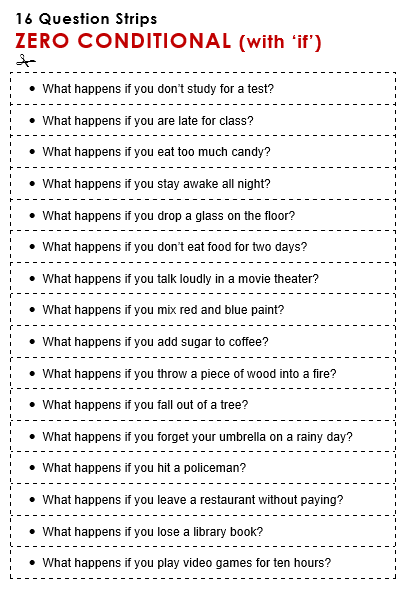 16 Question Strips
ZERO CONDITIONAL (with ‘if’)
• What happens if you don’t study for a test?
• What happens if you are late for class?
• What happens if you eat too much candy?
• What happens if you stay awake all night?
• What happens if you drop a glass on the floor?
• What happens if you don’t eat food for two days?
• What happens if you talk loudly in a movie theater?
• What happens if you mix red and blue paint?
• What happens if you add sugar to coffee?
• What happens if you throw a piece of wood into a fire?
• What happens if you fall out of a tree?
• What happens if you forget your umbrella on a rainy day?
• What happens if you hit a policeman?
• What happens if you leave a restaurant without paying?
• What happens if you lose a library book?
• What happens if you play video games for ten hours?